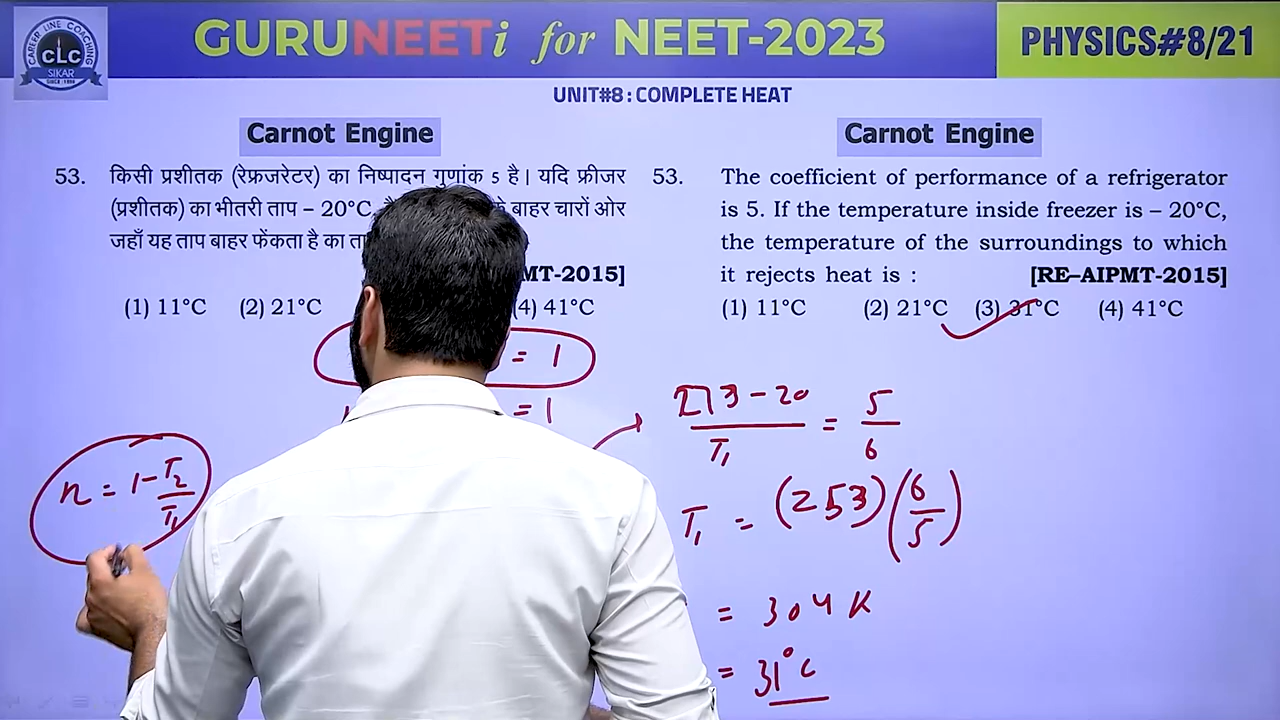 CAREER LINE COACHING
CLC
SIKAR
SINCE : 1996
GURUNEETi for NEET-2023
PHYSICS#8/21
UNIT#8 : COMPLETE HEAT
Carnot Engine
53. किसी प्रशीतक (रेफ्रजरेटर) का निष्पादन गुणांक 5 है। यदि फ्रीजर
(प्रशीतक) का भीतरी ताप – 20°C बाहर चारों ओर
जहाँ यह ताप बाहर फेंकता है का
MT-2015]
(1) 11°C (2) 21°C (4) 41°C
= 1
= 1
n = 1 - T2/T1
Carnot Engine
53. The coefficient of performance of a refrigerator
is 5. If the temperature inside freezer is – 20°C,
the temperature of the surroundings to which
it rejects heat is : [RE–AIPMT-2015]
(1) 11°C (2) 21°C (3) 31°C (4) 41°C
273 - 20 / T1 = 5/6
T1 = (253)(6/5)
= 304 K
= 31°C